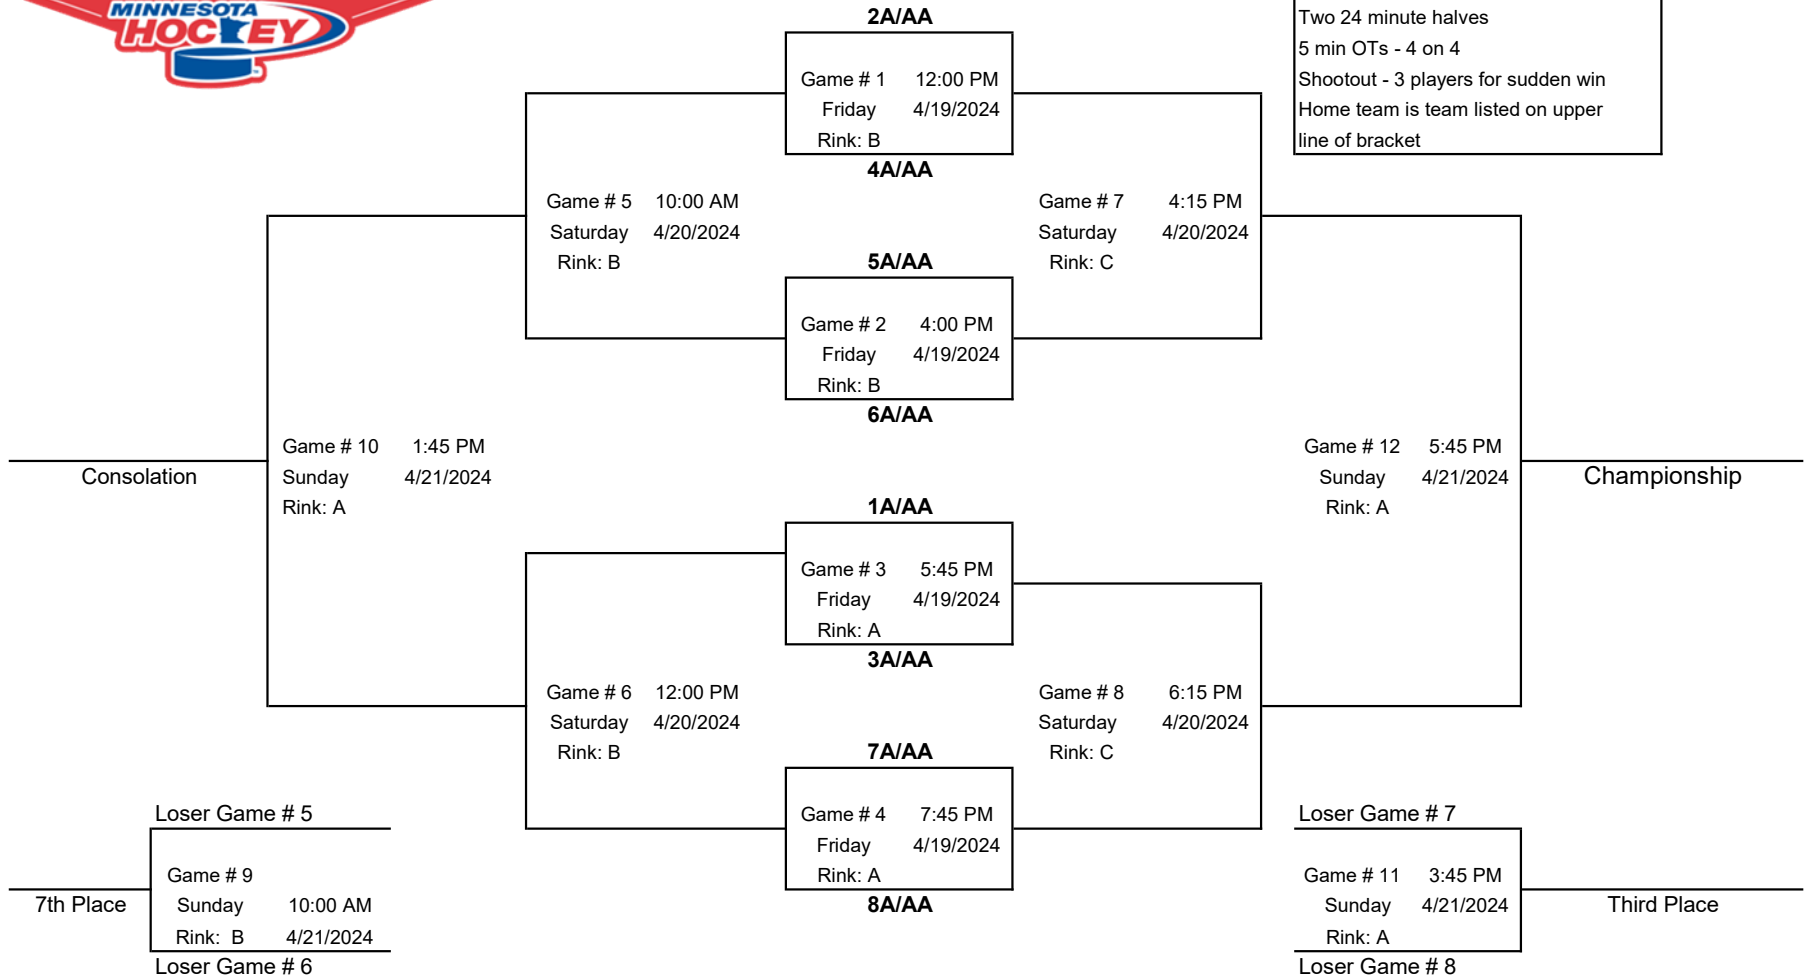 MINNESOTA
HOCKEY
2A/AA
Two 24 minute halves
5 min OTs - 4 on 4
Shootout - 3 players for sudden win
Home team is team listed on upper
line of bracket
Game # 1 12:00 PM
Friday 4/19/2024
Rink: B
4A/AA
Game # 5 10:00 AM
Saturday 4/20/2024
Rink: B
Game # 7 4:15 PM
Saturday 4/20/2024
Rink: C
5A/AA
Game # 2 4:00 PM
Friday 4/19/2024
Rink: B
6A/AA
Game # 10 1:45 PM
Sunday 4/21/2024
Rink: A
Consolation
Game # 12 5:45 PM
Sunday 4/21/2024
Rink: A
Championship
1A/AA
Game # 3 5:45 PM
Friday 4/19/2024
Rink: A
3A/AA
Game # 6 12:00 PM
Saturday 4/20/2024
Rink: B
Game # 8 6:15 PM
Saturday 4/20/2024
Rink: C
7A/AA
Game # 4 7:45 PM
Friday 4/19/2024
Rink: A
8A/AA
Loser Game # 5
Game # 9
Sunday 10:00 AM
Rink: B 4/21/2024
Loser Game # 6
7th Place
Loser Game # 7
Game # 11 3:45 PM
Sunday 4/21/2024
Rink: A
Loser Game # 8
Third Place